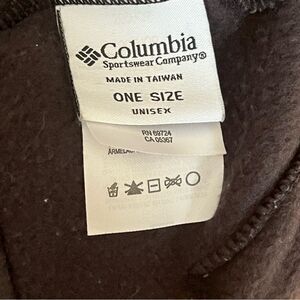 Columbia
Sportswear Company®
MADE IN TAIWAN
ONE SIZE
UNISEX
RN 69724
CA 05367